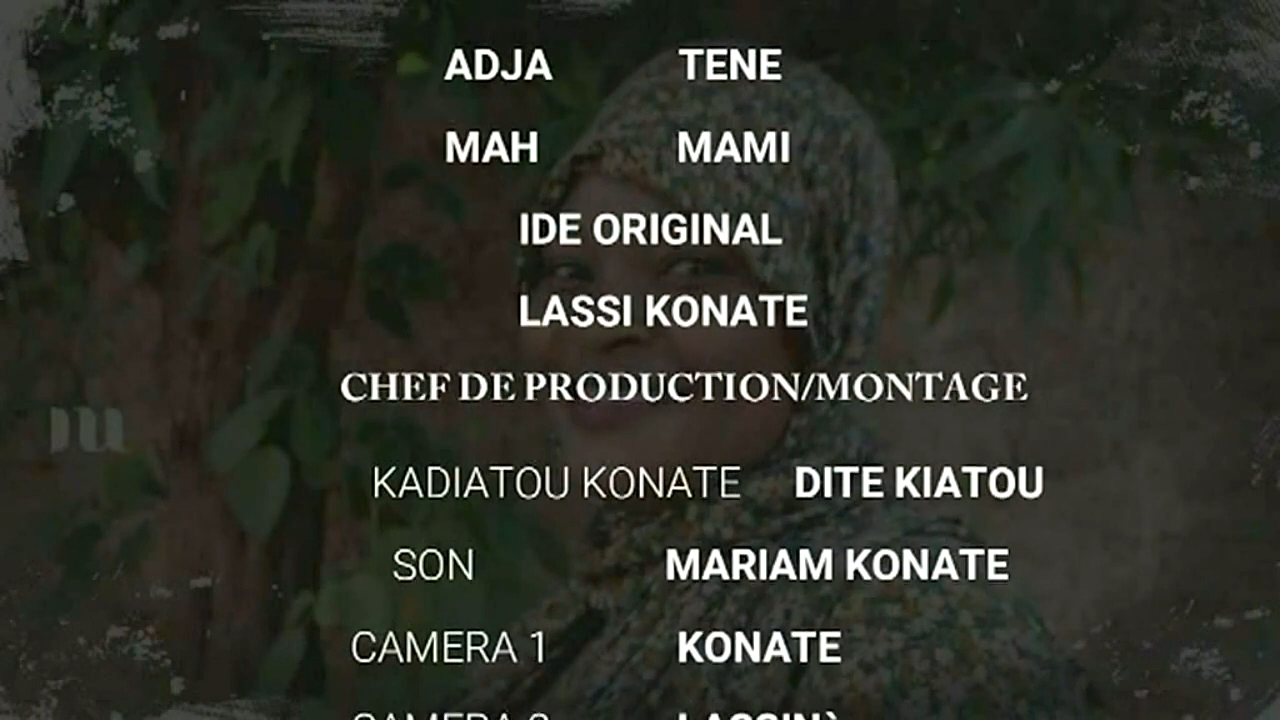 ADJA TENE
MAH MAMI
IDE ORIGINAL
LASSI KONATE
CHEF DE PRODUCTION/MONTAGE
KADIATOU KONATE DITE KIATOU
SON MARIAM KONATE
CAMERA 1 KONATE
CAMERA